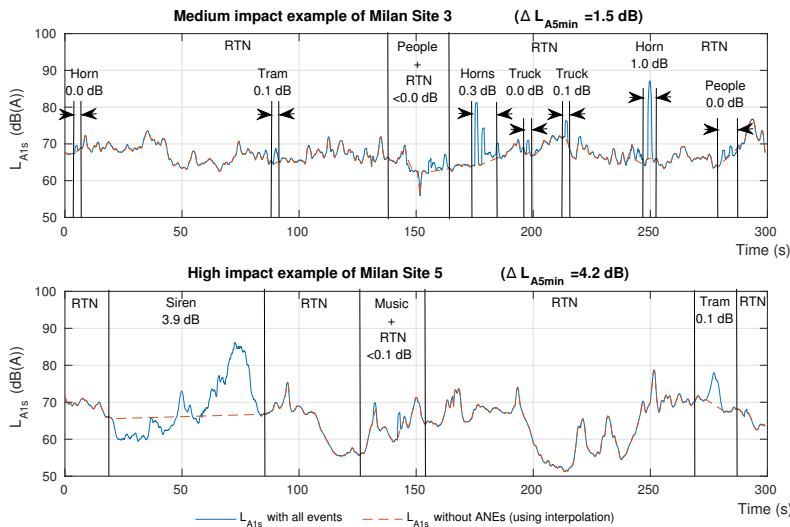 Medium impact example of Milan Site 3 (Δ L_A5min =1.5 dB)
100
90
80
70
60
50
L_A1s (dB(A))
RTN
Horn
0.0 dB
Tram
0.1 dB
People
+
RTN
<0.0 dB
RTN
Horns
0.3 dB
Truck
0.0 dB
Truck
0.1 dB
Horn
1.0 dB
RTN
People
0.0 dB
0 50 100 150 200 250 300
Time (s)
High impact example of Milan Site 5 (Δ L_A5min =4.2 dB)
100
90
80
70
60
50
L_A1s (dB(A))
RTN
Siren
3.9 dB
RTN
Music
+
RTN
<0.1 dB
RTN
Tram
0.1 dB
RTN
0 50 100 150 200 250 300
Time (s)
L_A1s with all events
L_A1s without ANEs (using interpolation)